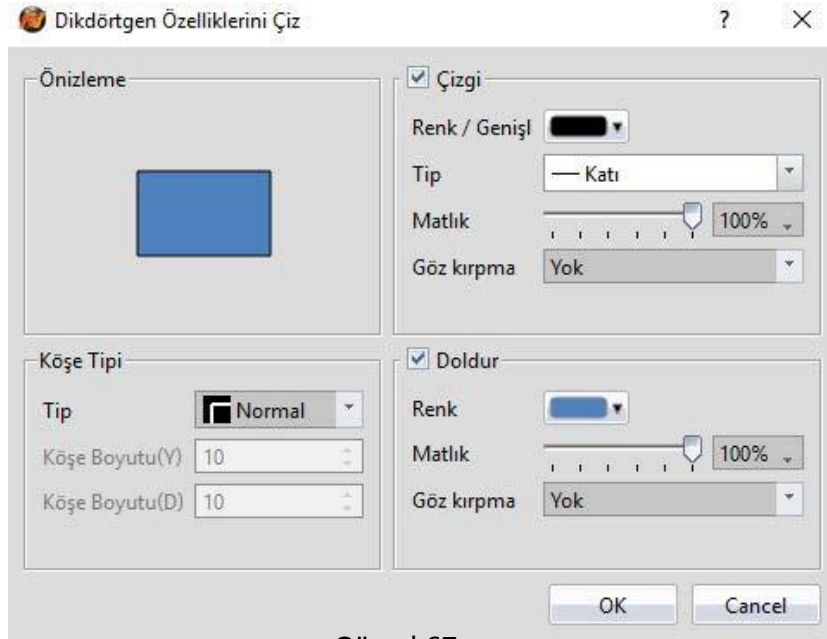 Dikdörtgen Özelliklerini Çiz ? ×
Önizleme
Çizgi
Renk / Genişl
Tip — Katı
Matlık 100%
Göz kırpma Yok
Köşe Tipi
Tip Normal
Köşe Boyutu(Y) 10
Köşe Boyutu(D) 10
Doldur
Renk
Matlık 100%
Göz kırpma Yok
OK Cancel